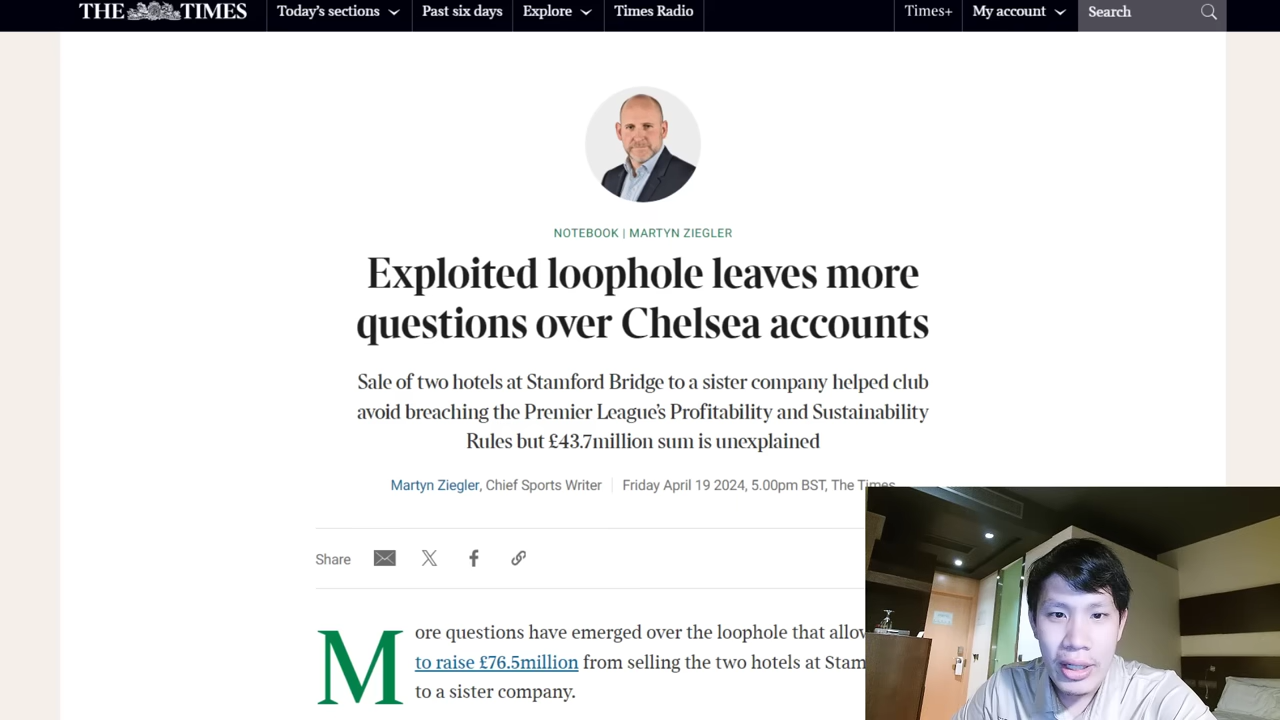 THE TIMES
Today's sections
Past six days
Explore
Times Radio
Times+
My account
Search
NOTEBOOK | MARTYN ZIEGLER
Exploited loophole leaves more
questions over Chelsea accounts
Sale of two hotels at Stamford Bridge to a sister company helped club
avoid breaching the Premier League's Profitability and Sustainability
Rules but £43.7million sum is unexplained
Martyn Ziegler, Chief Sports Writer
Friday April 19 2024, 5.00pm BST, The Times
Share
More questions have emerged over the loophole that
to raise £76.5million from selling the two hotels at
to a sister company.